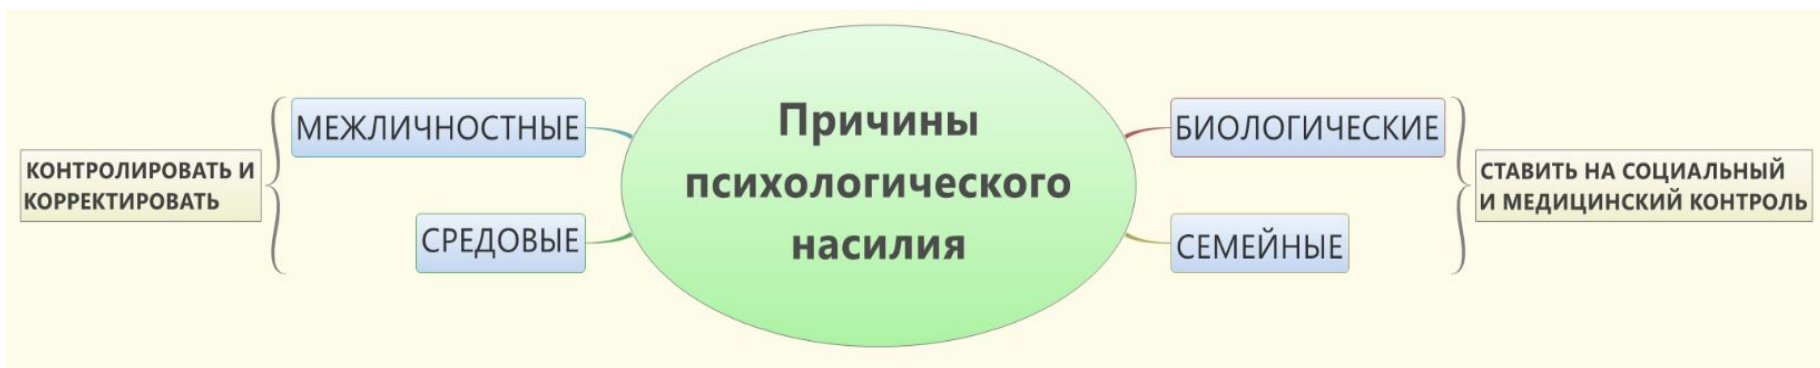 КОНТРОЛИРОВАТЬ И
КОРРЕКТИРОВАТЬ
МЕЖЛИЧНОСТНЫЕ
СРЕДОВЫЕ
Причины
психологического
насилия
БИОЛОГИЧЕСКИЕ
СЕМЕЙНЫЕ
СТАВИТЬ НА СОЦИАЛЬНЫЙ
И МЕДИЦИНСКИЙ КОНТРОЛЬ